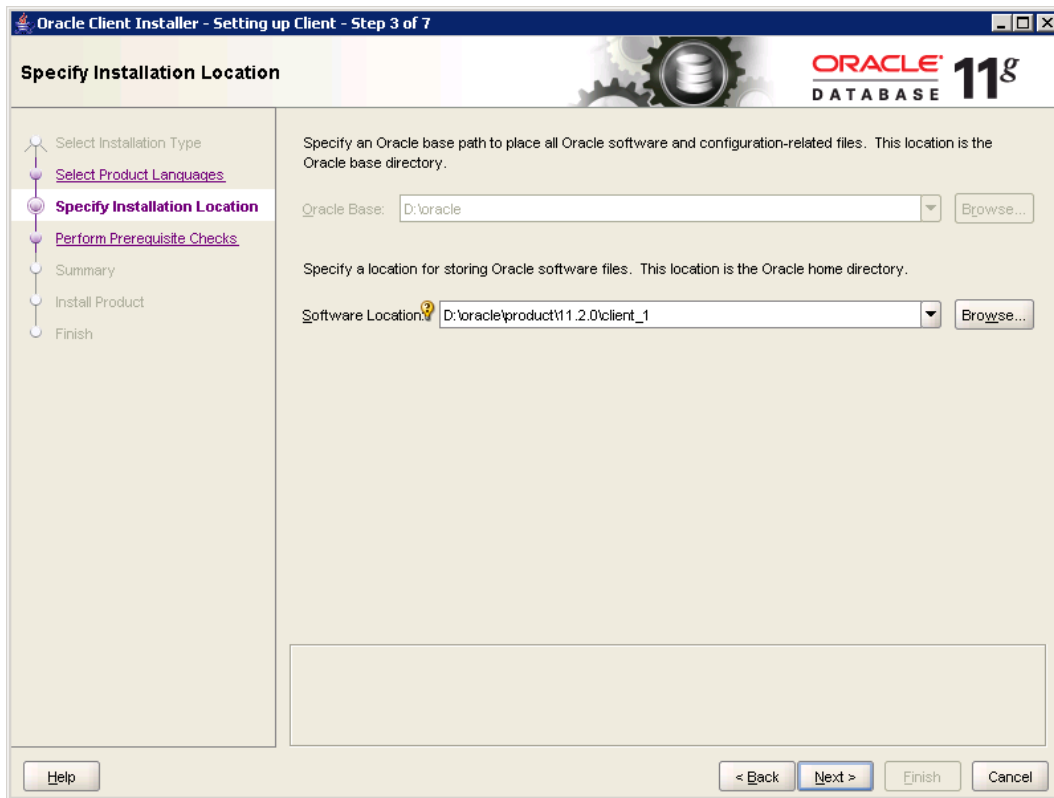 Oracle Client Installer - Setting up Client - Step 3 of 7
Specify Installation Location
ORACLE
DATABASE
11g
Select Installation Type
Select Product Languages
Specify Installation Location
Perform Prerequisite Checks
Summary
Install Product
Finish
Specify an Oracle base path to place all Oracle software and configuration-related files. This location is the
Oracle base directory.
Oracle Base: D:\oracle Browse...
Specify a location for storing Oracle software files. This location is the Oracle home directory.
Software Location: D:\oracle\product\11.2.0\client_1 Browse...
Help < Back Next > Finish Cancel